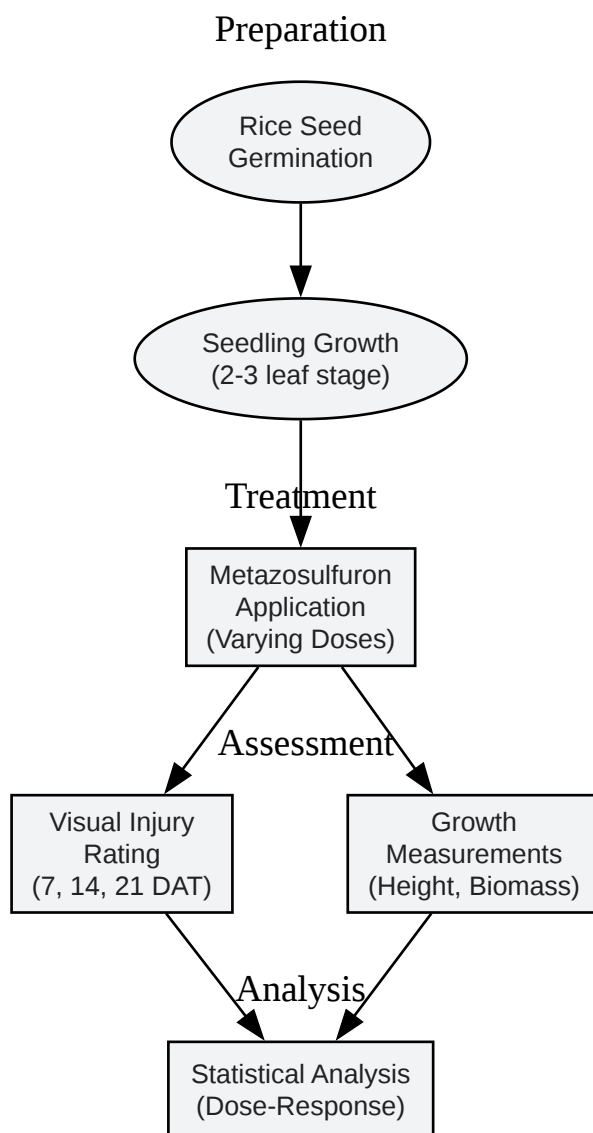 Preparation
Rice Seed
Germination
Seedling Growth
(2-3 leaf stage)
Treatment
Metazosulfuron
Application
(Varying Doses)
Assessment
Visual Injury
Rating
(7, 14, 21 DAT)
Growth
Measurements
(Height, Biomass)
Analysis
Statistical Analysis
(Dose-Response)